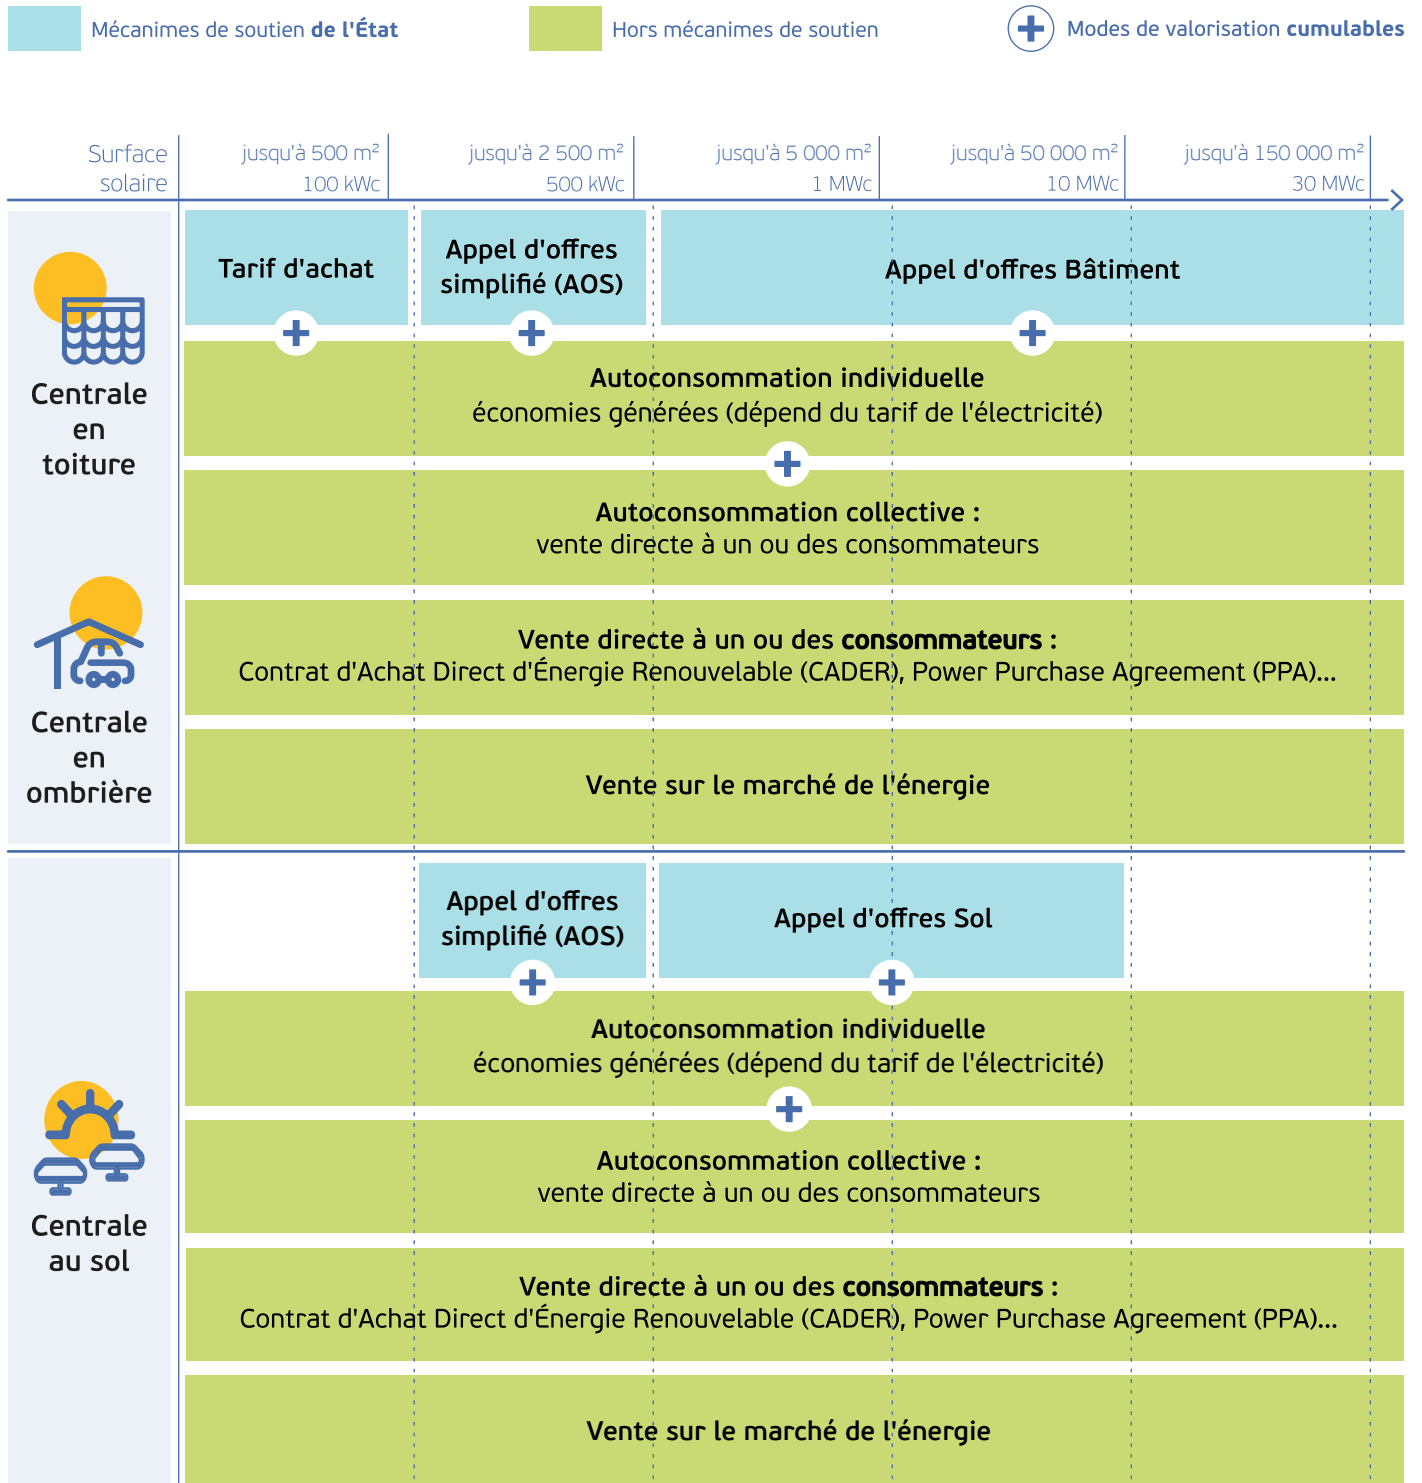 Mécanimes de soutien de l'État
Hors mécanimes de soutien
Modes de valorisation cumulables
Surface
solaire
jusqu'à 500 m²
100 kWc
jusqu'à 2 500 m²
500 kWc
jusqu'à 5 000 m²
1 MWc
jusqu'à 50 000 m²
10 MWc
jusqu'à 150 000 m²
30 MWc
Centrale
en
toiture
Centrale
en
ombrière
Tarif d'achat
Appel d'offres
simplifié (AOS)
Appel d'offres Bâtiment
Autoconsommation individuelle
économies générées (dépend du tarif de l'électricité)
Autoconsommation collective :
vente directe à un ou des consommateurs
Vente directe à un ou des consommateurs :
Contrat d'Achat Direct d'Énergie Renouvelable (CADER), Power Purchase Agreement (PPA)...
Vente sur le marché de l'énergie
Centrale
au sol
Appel d'offres
simplifié (AOS)
Appel d'offres Sol
Autoconsommation individuelle
économies générées (dépend du tarif de l'électricité)
Autoconsommation collective :
vente directe à un ou des consommateurs
Vente directe à un ou des consommateurs :
Contrat d'Achat Direct d'Énergie Renouvelable (CADER), Power Purchase Agreement (PPA)...
Vente sur le marché de l'énergie